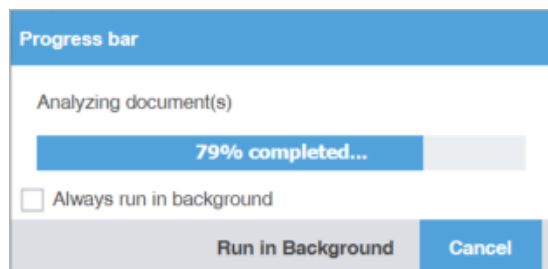 Progress bar
Analyzing document(s)
79% completed...
Always run in background
Run in Background Cancel